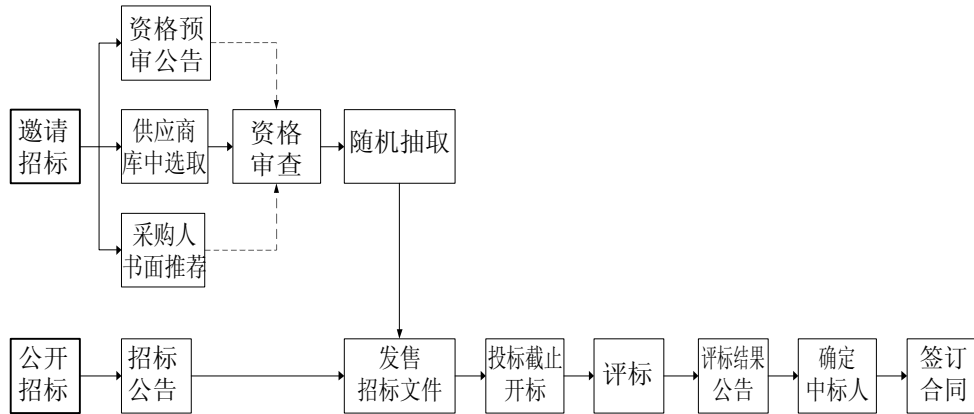 资格预
审公告
邀请
招标
供应商
库中选取
资格
审查
随机抽取
采购人
书面推荐
公开
招标
招标
公告
发售
招标文件
投标截止
开标
评标
评标结果
公告
确定
中标人
签订
合同